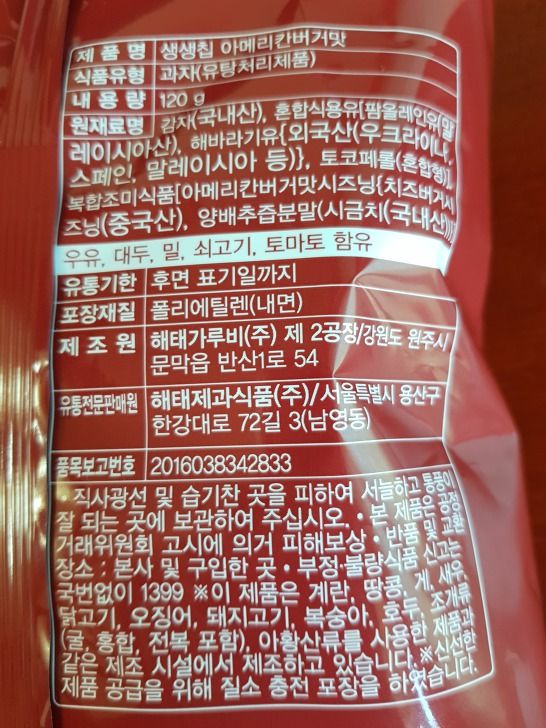 제 품 명 생생칩 아메리칸버거맛
식품유형 과자(유탕처리제품)
내 용 량 120 g
원재료명 감자(국내산), 혼합식용유[팜올레인유{말
레이시아산), 해바라기유{외국산(우크라이나,
스페인, 말레이시아 등)}, 토코페롤(혼합형)],
복합조미식품[아메리칸버거맛시즈닝{치즈버거시
즈닝(중국산), 양배추즙분말(시금치(국내산))}]
우유, 대두, 밀, 쇠고기, 토마토 함유
유통기한 후면 표기일까지
포장재질 폴리에틸렌(내면)
제 조 원 해태가루비(주) 제 2공장/강원도 원주시
문막읍 반산1로 54
유통전문판매원 해태제과식품(주)/서울특별시 용산구
한강대로 72길 3(남영동)
품목보고번호 2016038342833
• 직사광선 및 습기찬 곳을 피하여 서늘하고 통풍이
잘 되는 곳에 보관하여 주십시오. • 본 제품은 공정
거래위원회 고시에 의거 피해보상 • 반품 및 교환
장소 : 본사 및 구입한 곳 • 부정·불량식품 신고는
국번없이 1399 ※이 제품은 계란, 땅콩, 게, 새우,
닭고기, 오징어, 돼지고기, 복숭아, 호두, 조개류
(굴, 홍합, 전복 포함), 아황산류를 사용한 제품과
같은 제조 시설에서 제조하고 있습니다. ※신선한
제품 공급을 위해 질소 충전 포장을 하였습니다.